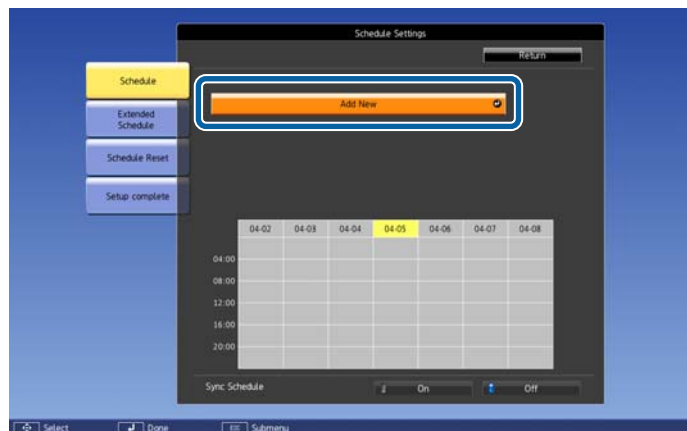 Schedule Settings
Return
Schedule
Add New
Extended
Schedule
Schedule Reset
Setup complete
04-02 04-03 04-04 04-05 04-06 04-07 04-08
04:00
08:00
12:00
16:00
20:00
Sync Schedule On Off
Select Done Submenu